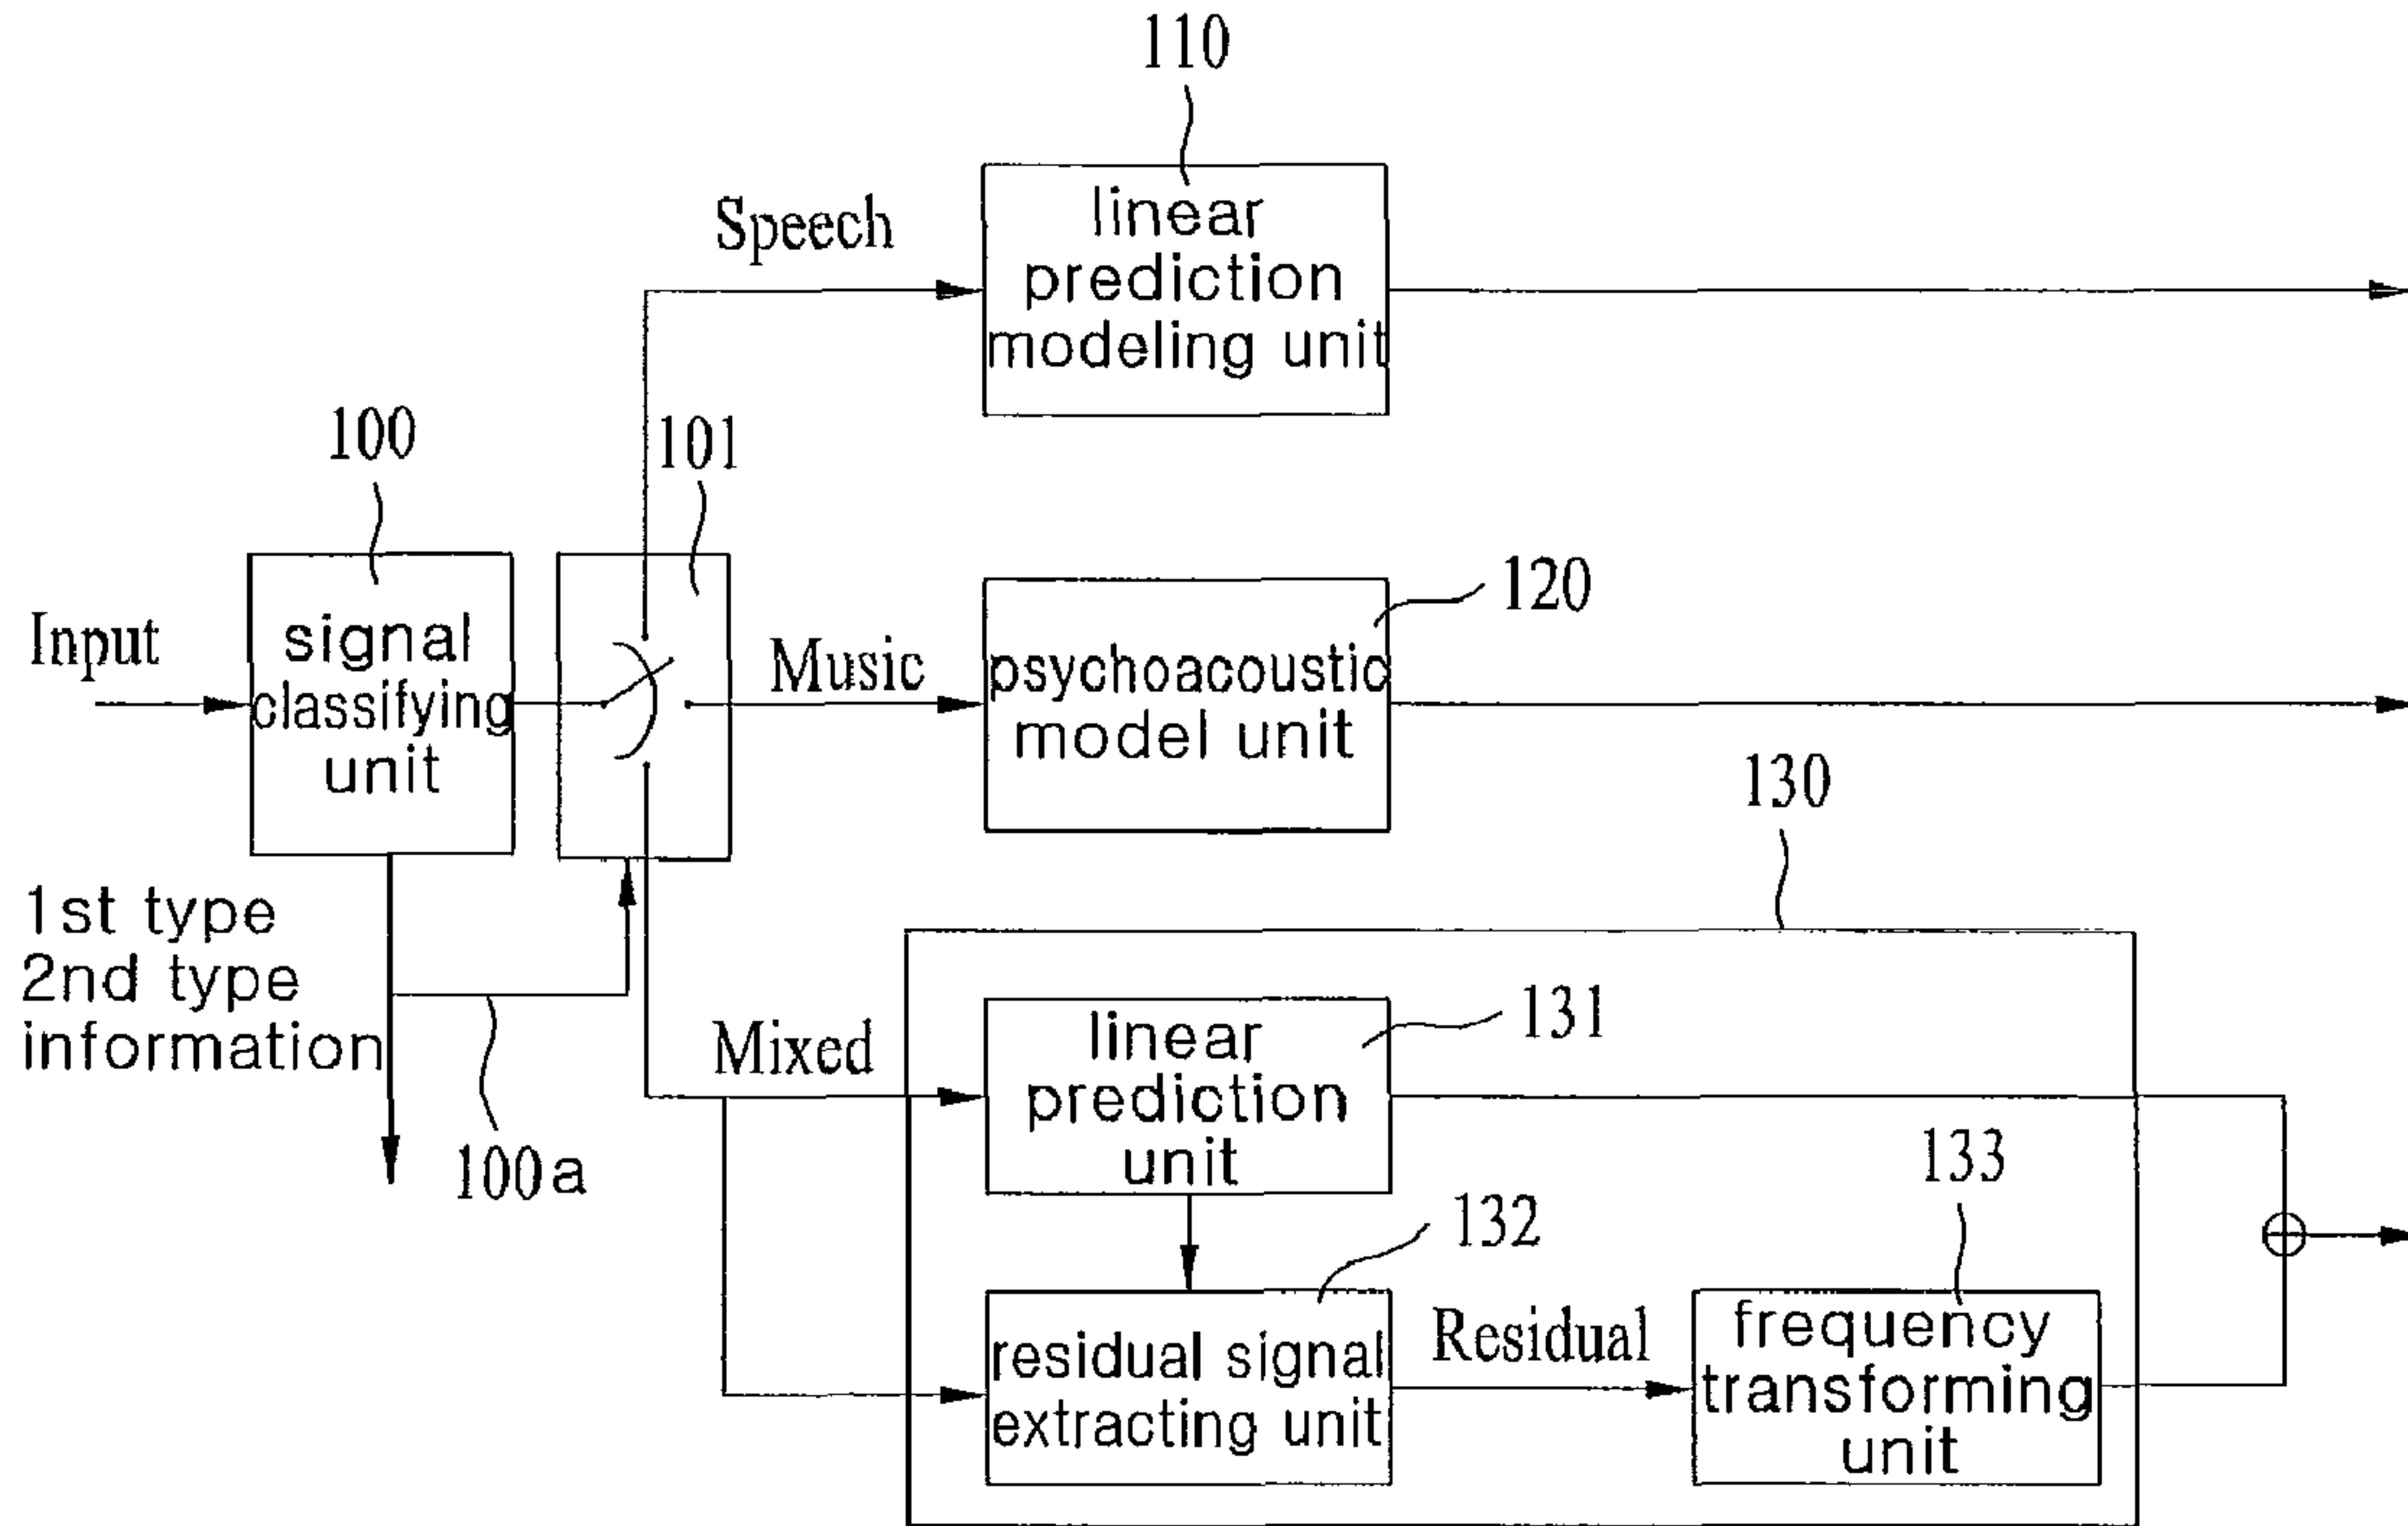 110
linear
prediction
modeling unit
Speech
100
101
Input
signal
classifying
unit
Music
120
psychoacoustic
model unit
130
1st type
2nd type
information
100a
Mixed
linear
prediction
unit
131
132
133
residual signal
extracting unit
Residual
frequency
transforming
unit